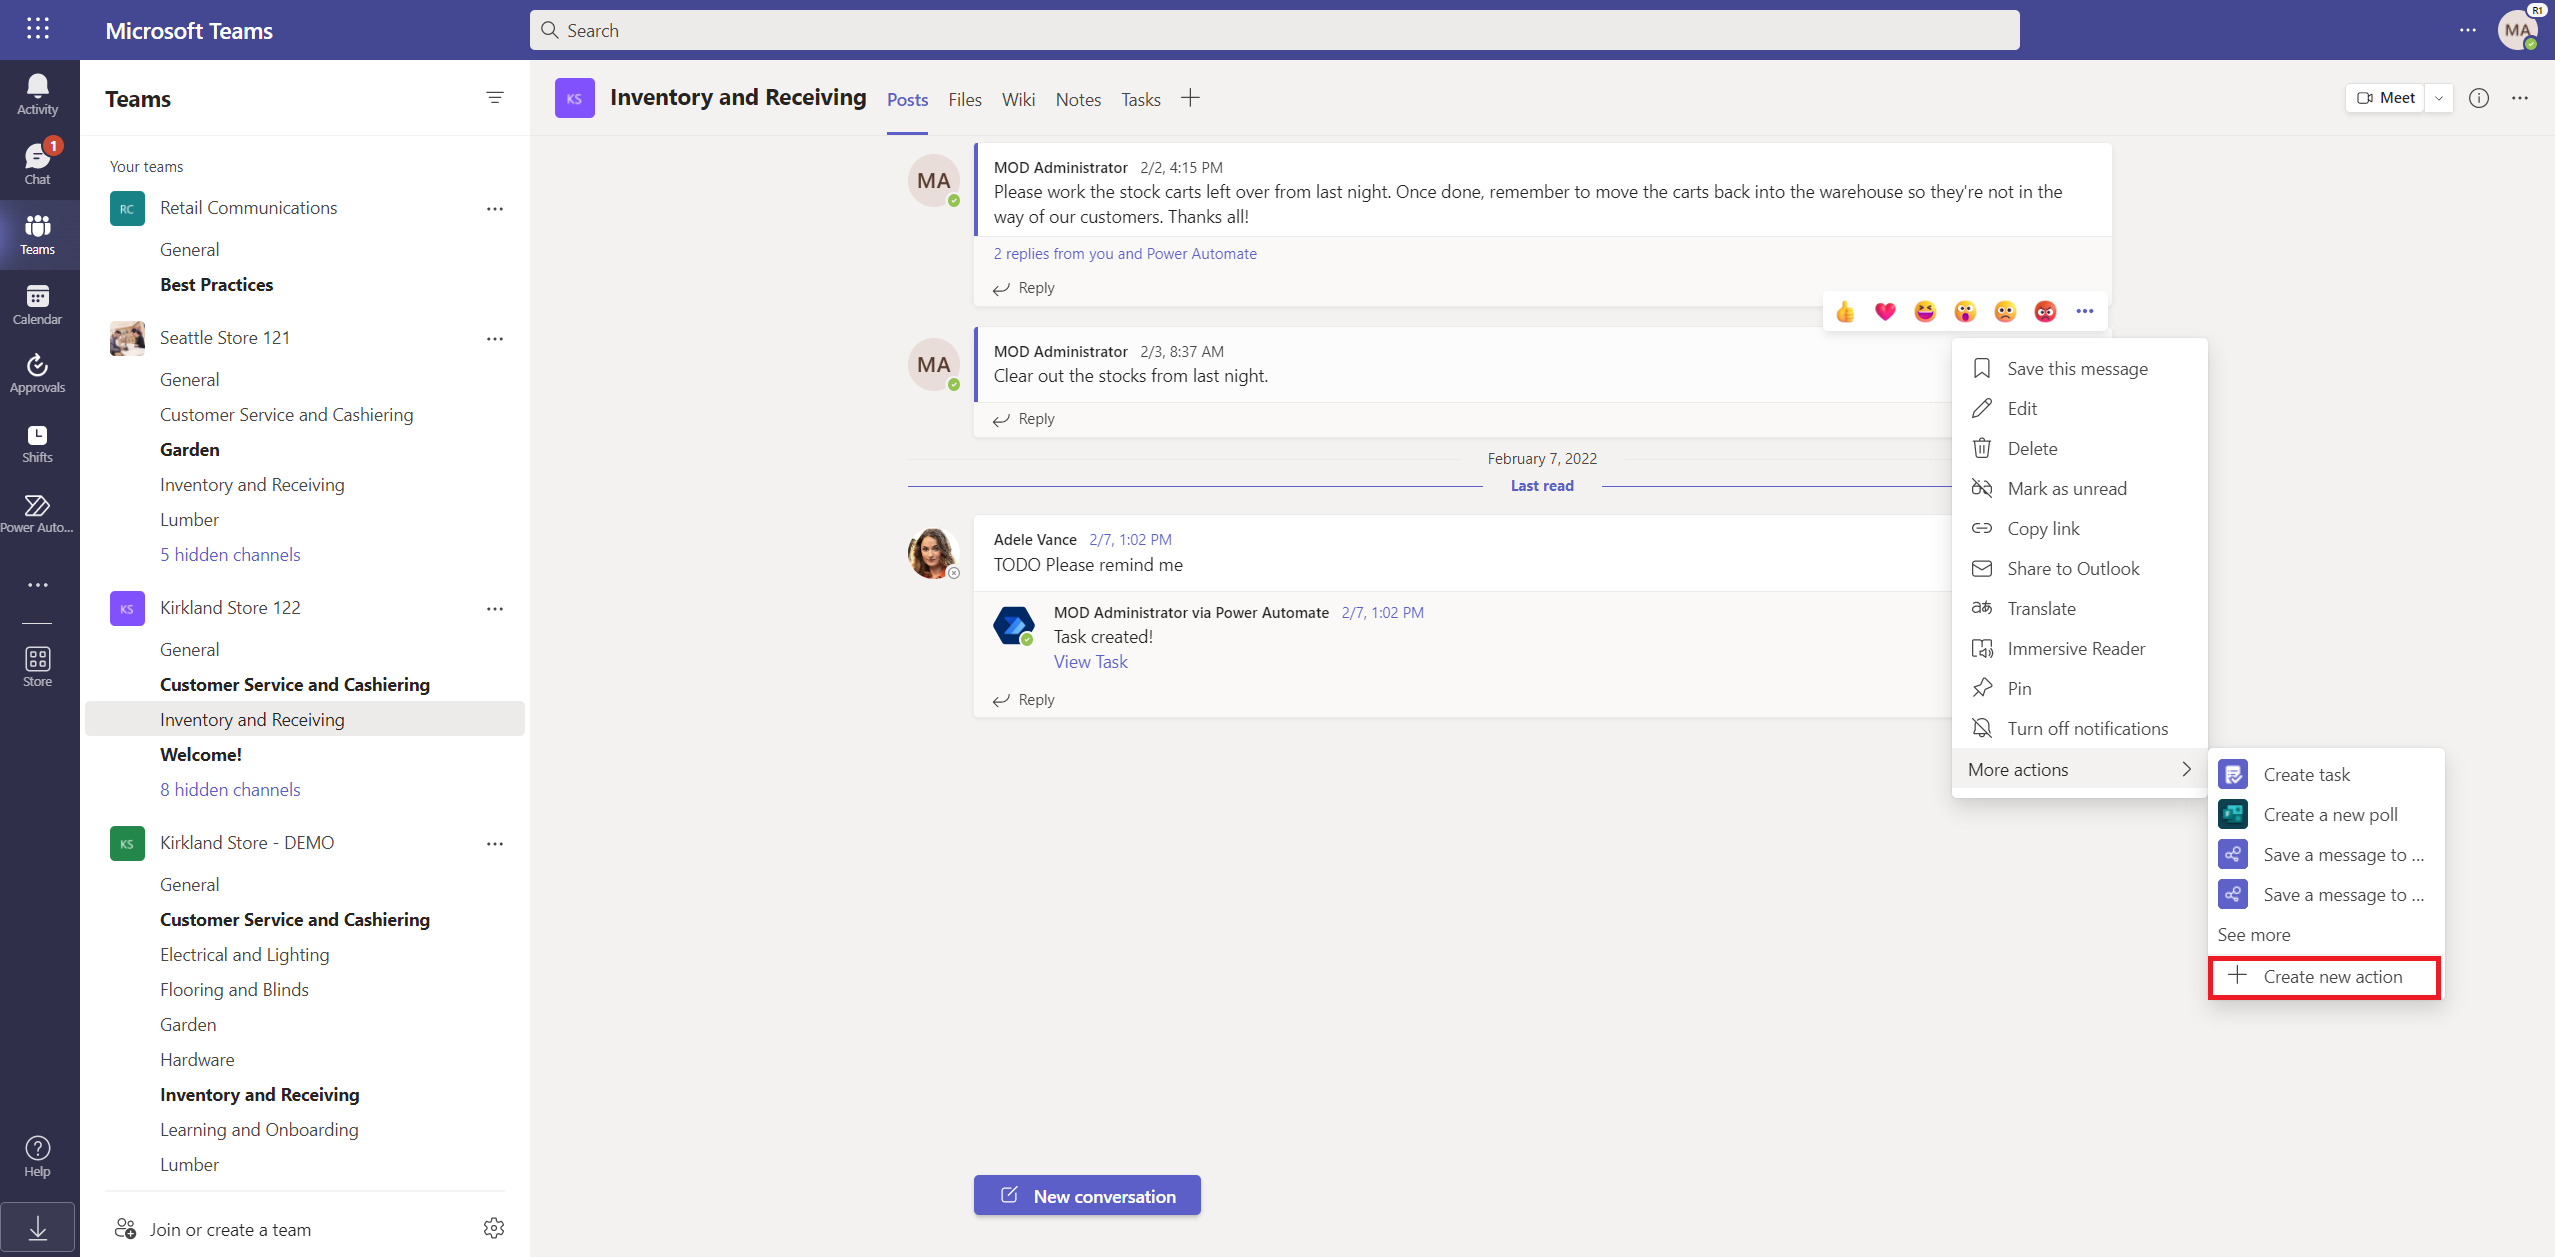 Microsoft Teams
Search
MA
R1
Activity
1
Chat
Teams
Calendar
Approvals
Shifts
Power Auto...
Store
Help
Teams
Your teams
RC
Retail Communications
General
Best Practices
Seattle Store 121
General
Customer Service and Cashiering
Garden
Inventory and Receiving
Lumber
5 hidden channels
KS
Kirkland Store 122
General
Customer Service and Cashiering
Inventory and Receiving
Welcome!
8 hidden channels
KS
Kirkland Store - DEMO
General
Customer Service and Cashiering
Electrical and Lighting
Flooring and Blinds
Garden
Hardware
Inventory and Receiving
Learning and Onboarding
Lumber
Join or create a team
KS
Inventory and Receiving
Posts
Files
Wiki
Notes
Tasks
Meet
MA
MOD Administrator 2/2, 4:15 PM
Please work the stock carts left over from last night. Once done, remember to move the carts back into the warehouse so they're not in the
way of our customers. Thanks all!
2 replies from you and Power Automate
Reply
MA
MOD Administrator 2/3, 8:37 AM
Clear out the stocks from last night.
Reply
February 7, 2022
Last read
Adele Vance 2/7, 1:02 PM
TODO Please remind me
MOD Administrator via Power Automate 2/7, 1:02 PM
Task created!
View Task
Reply
New conversation
Save this message
Edit
Delete
Mark as unread
Copy link
Share to Outlook
Translate
Immersive Reader
Pin
Turn off notifications
More actions
Create task
Create a new poll
Save a message to ...
Save a message to ...
See more
Create new action